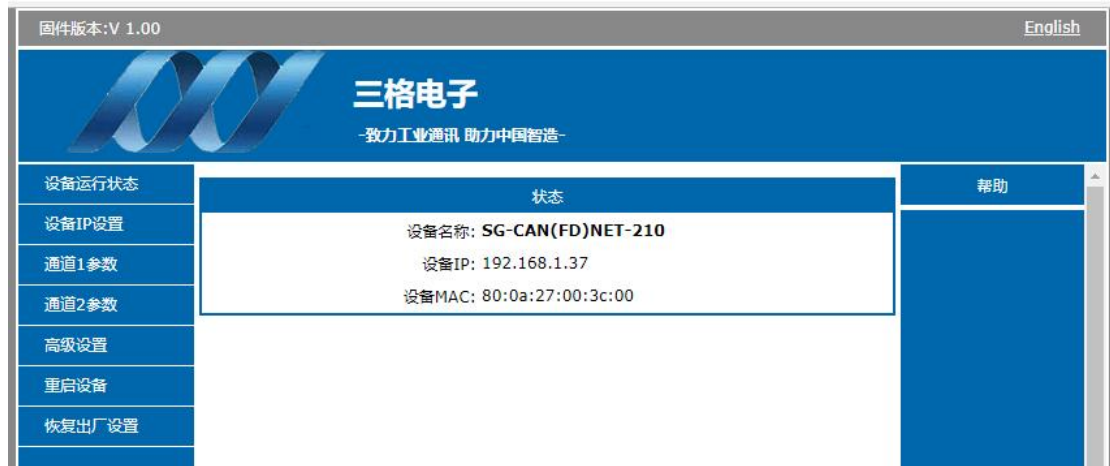 固件版本:V 1.00
English
三格电子
-致力工业通讯 助力中国智造-
设备运行状态
设备IP设置
通道1参数
通道2参数
高级设置
重启设备
恢复出厂设置
状态
设备名称: SG-CAN(FD)NET-210
设备IP: 192.168.1.37
设备MAC: 80:0a:27:00:3c:00
帮助